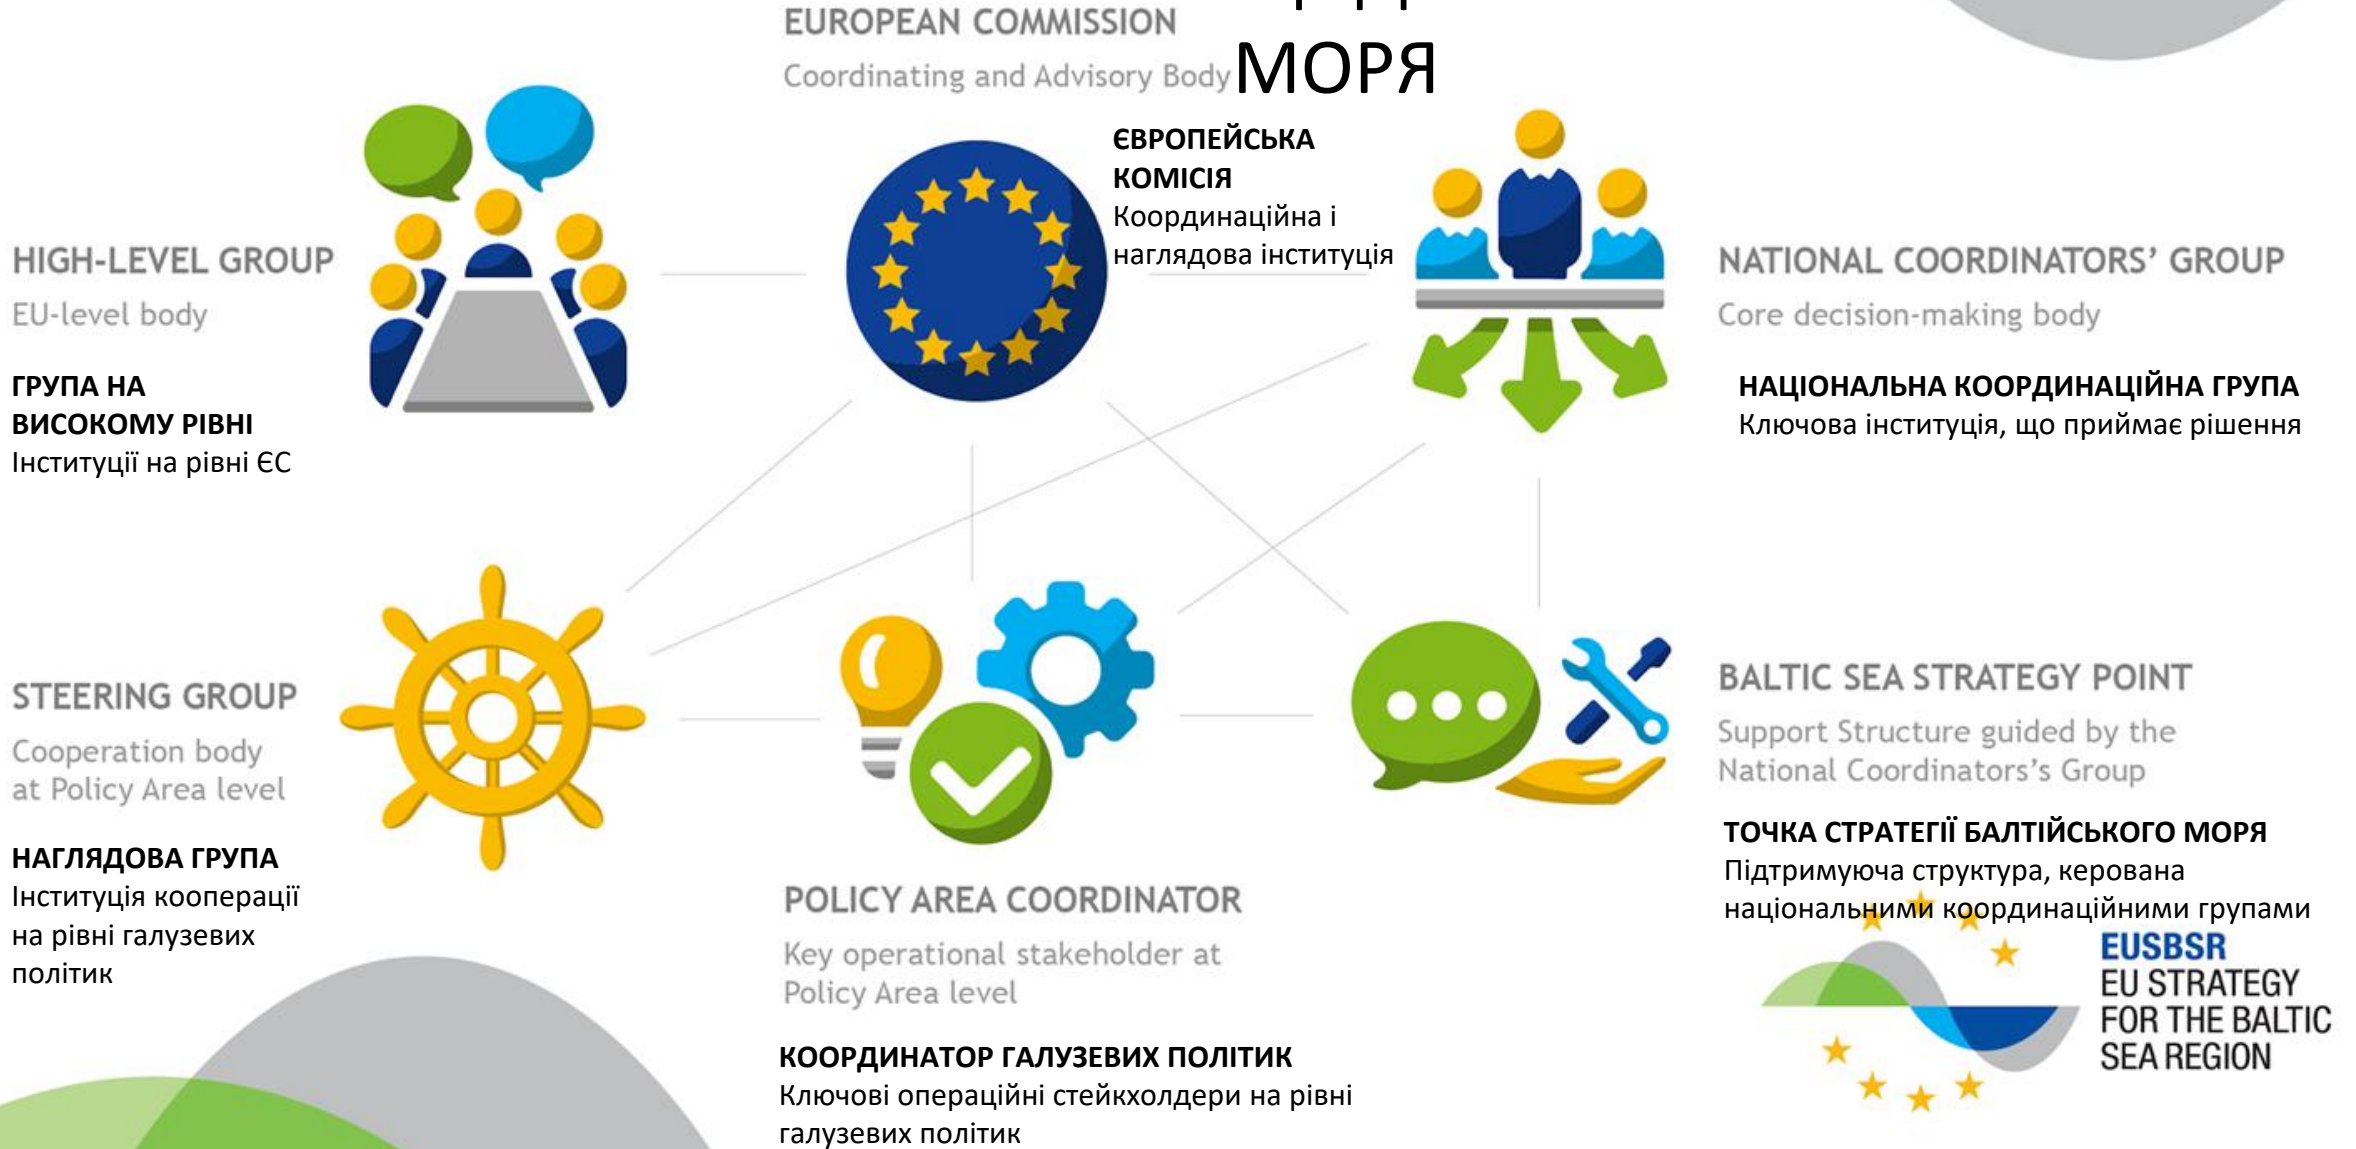 EUROPEAN COMMISSION
Coordinating and Advisory Body
МОРЯ
ЄВРОПЕЙСЬКА
КОМІСІЯ
Координаційна і
наглядова інституція
HIGH-LEVEL GROUP
EU-level body
ГРУПА НА
ВИСОКОМУ РІВНІ
Інституції на рівні ЄС
NATIONAL COORDINATORS’ GROUP
Core decision-making body
НАЦІОНАЛЬНА КООРДИНАЦІЙНА ГРУПА
Ключова інституція, що приймає рішення
STEERING GROUP
Cooperation body
at Policy Area level
НАГЛЯДОВА ГРУПА
Інституція кооперації
на рівні галузевих
політик
POLICY AREA COORDINATOR
Key operational stakeholder at
Policy Area level
КООРДИНАТОР ГАЛУЗЕВИХ ПОЛІТИК
Ключові операційні стейкхолдери на рівні
галузевих політик
BALTIC SEA STRATEGY POINT
Support Structure guided by the
National Coordinators’s Group
ТОЧКА СТРАТЕГІЇ БАЛТІЙСЬКОГО МОРЯ
Підтримуюча структура, керована
національними координаційними групами
EUSBSR
EU STRATEGY
FOR THE BALTIC
SEA REGION